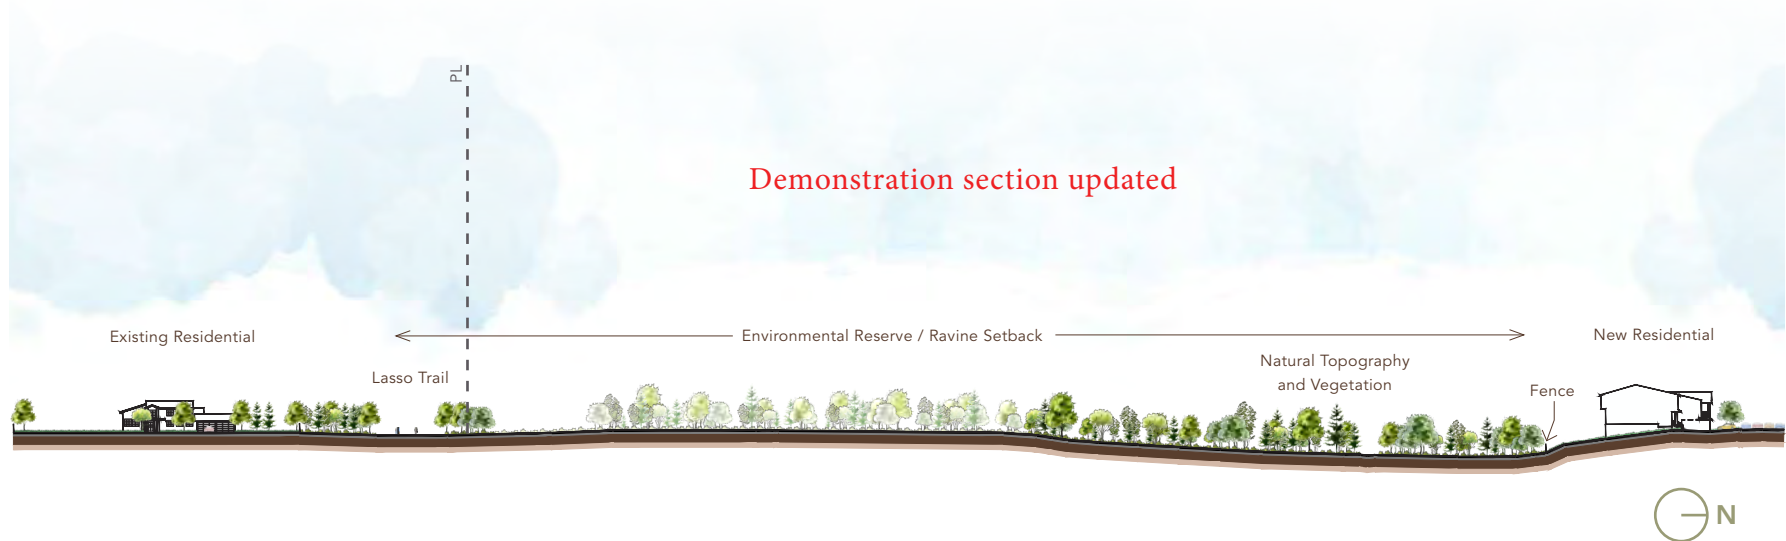 PL
Demonstration section updated
Existing Residential
Environmental Reserve / Ravine Setback
New Residential
Lasso Trail
Natural Topography
and Vegetation
Fence
N